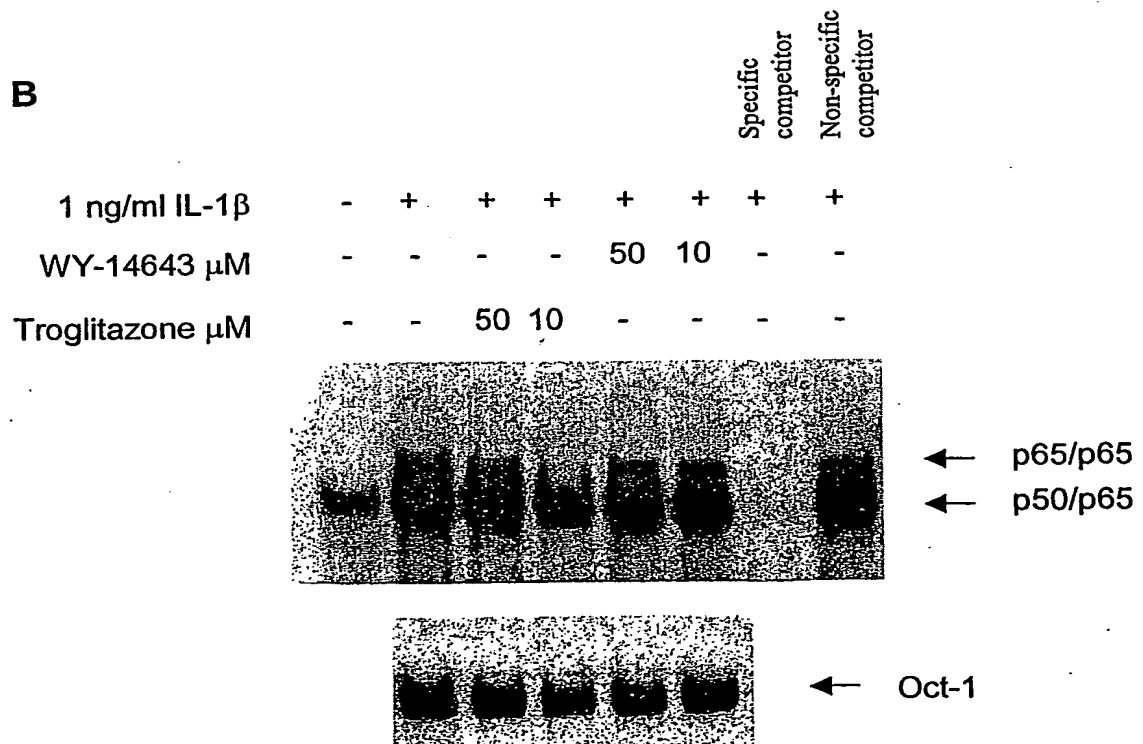 B
Specific
competitor
Non-specific
competitor
1 ng/ml IL-1β - + + + + + + +
WY-14643 μM - - - - 50 10 - -
Troglitazone μM - - 50 10 - - - -
p65/p65
p50/p65
Oct-1